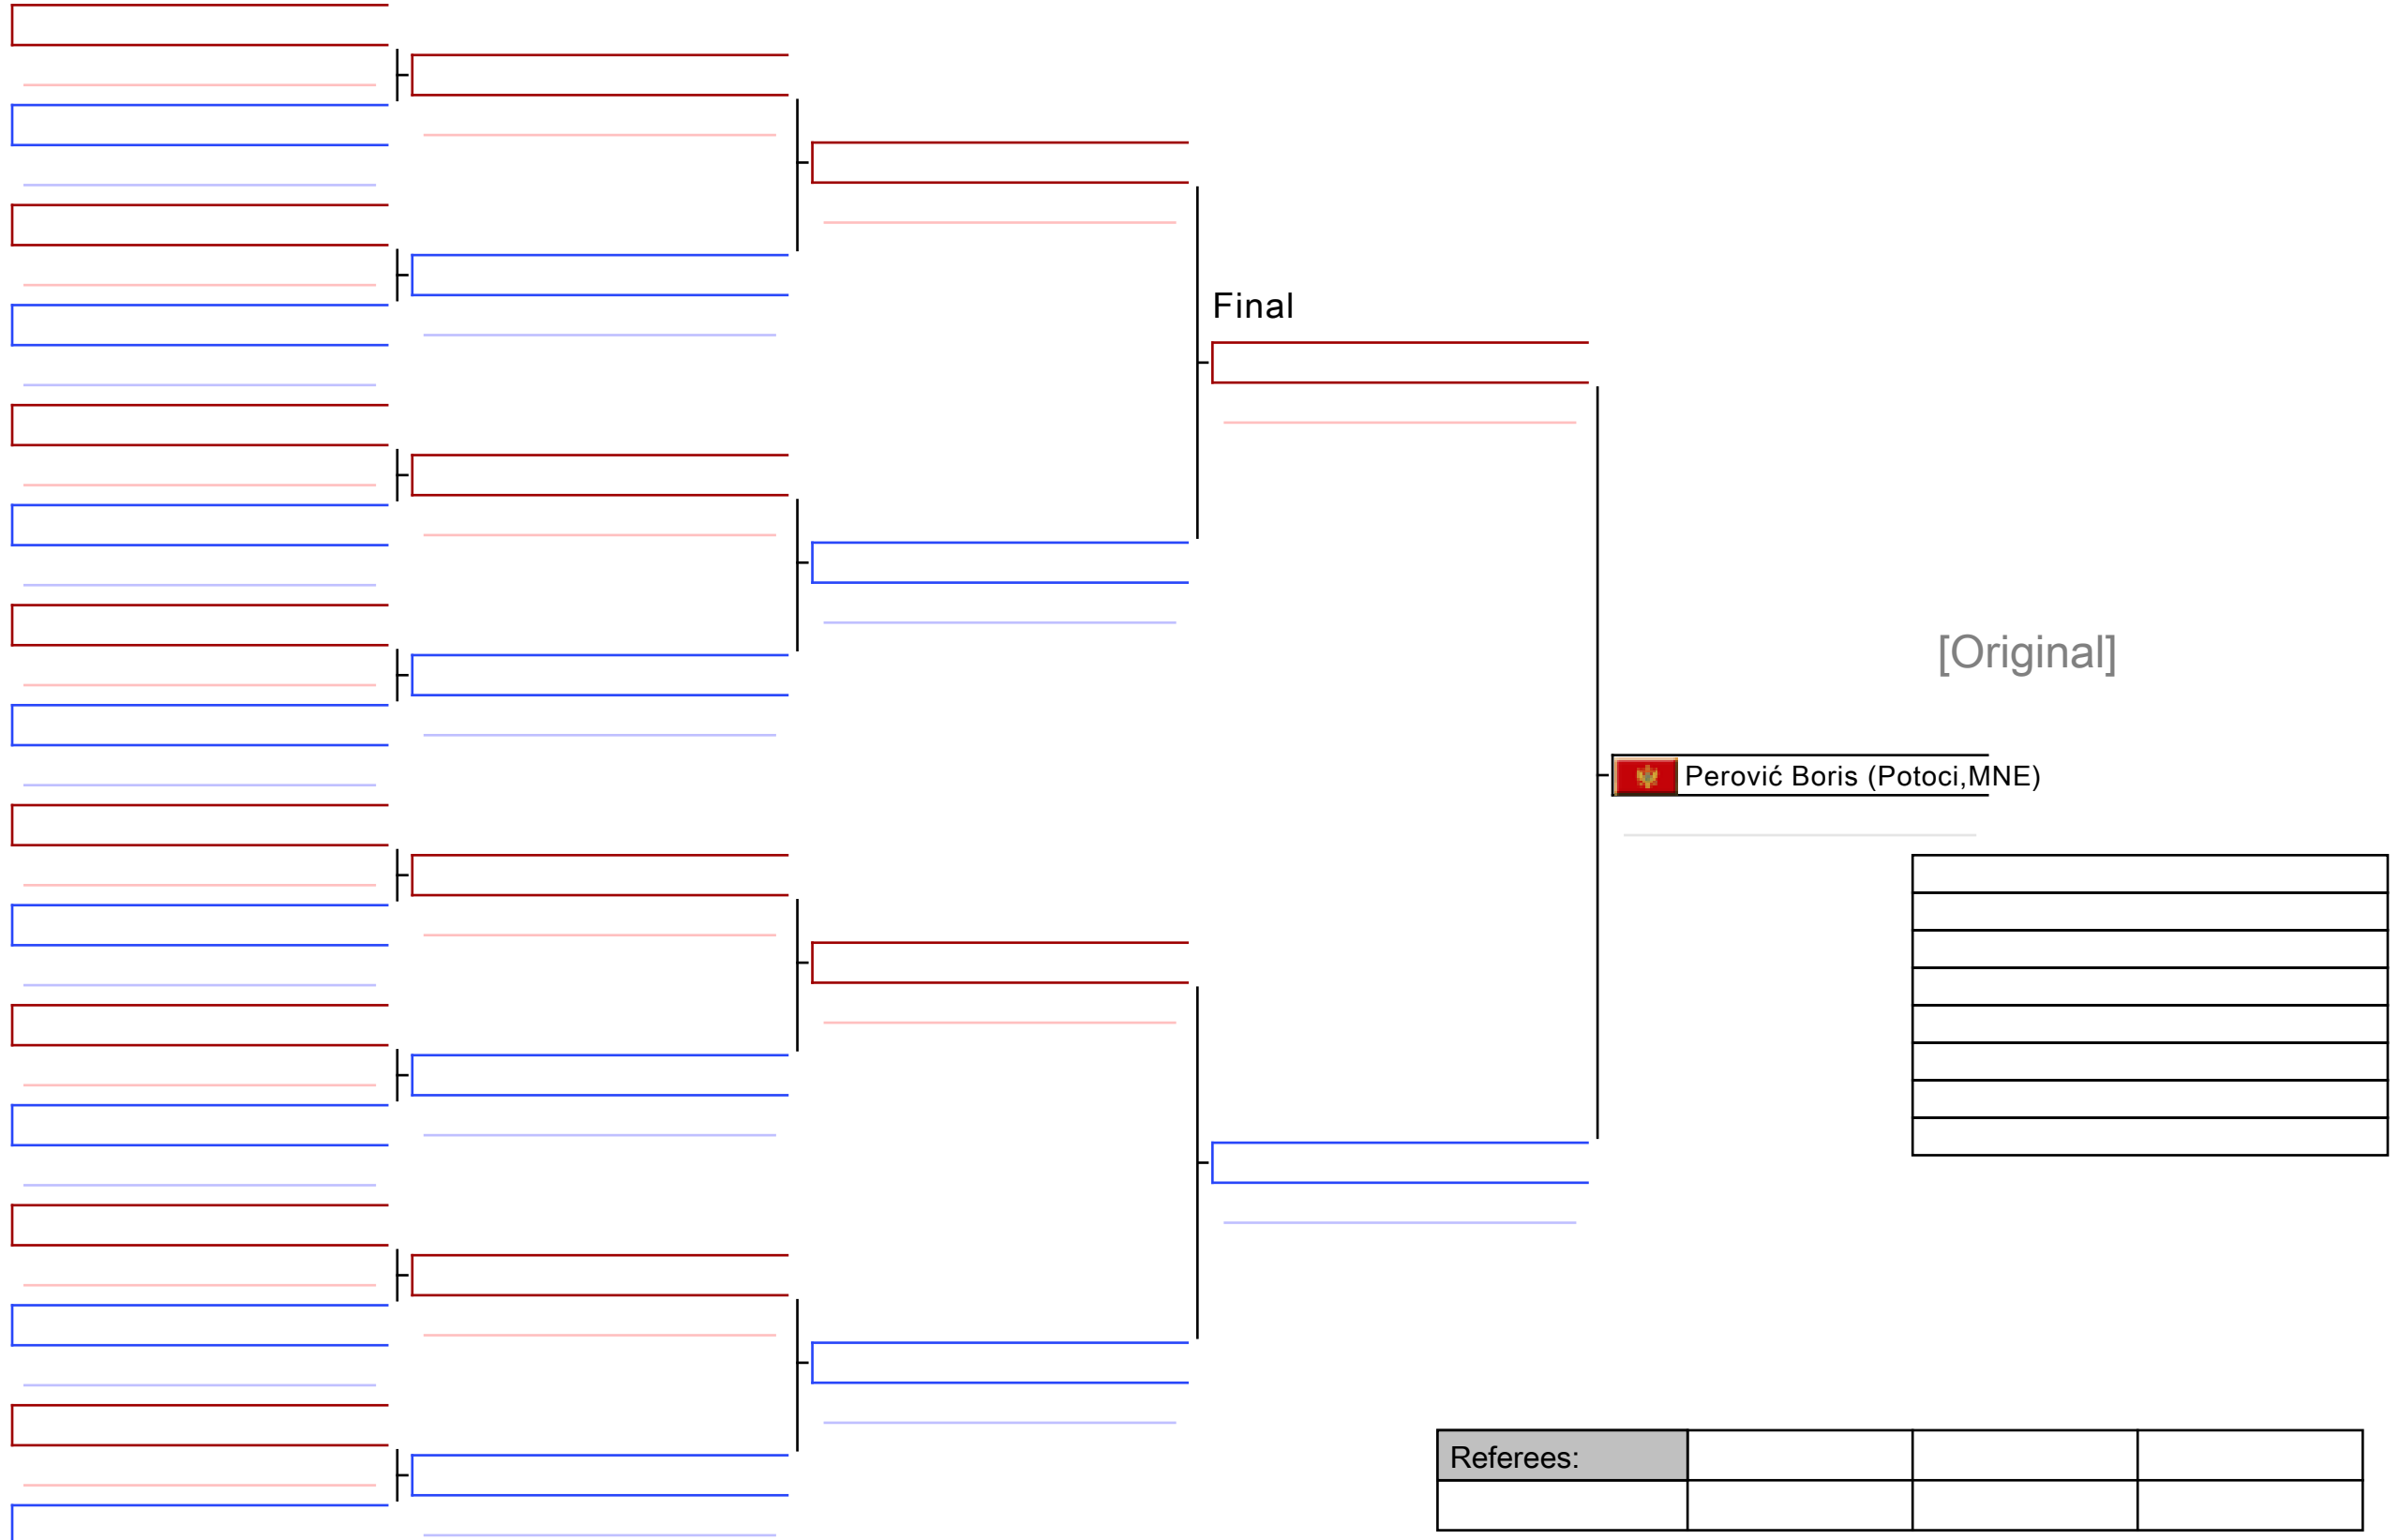 Final
[Original]
Perović Boris (Potoci,MNE)
Referees: